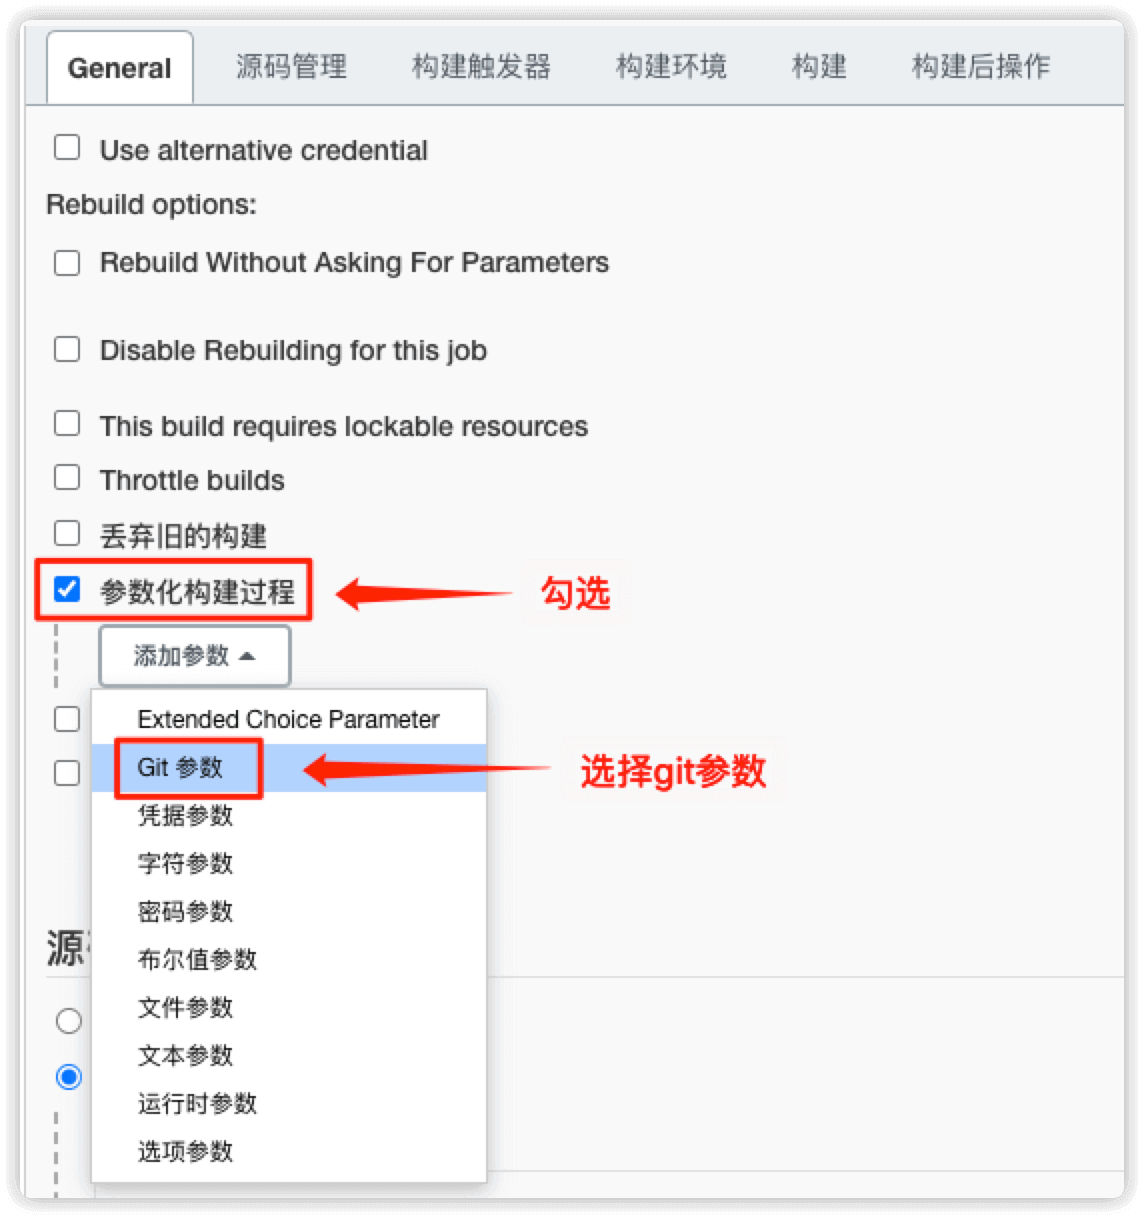 General 源码管理 构建触发器 构建环境 构建 构建后操作
Use alternative credential
Rebuild options:
Rebuild Without Asking For Parameters
Disable Rebuilding for this job
This build requires lockable resources
Throttle builds
丢弃旧的构建
参数化构建过程 勾选
添加参数
Extended Choice Parameter
Git 参数 选择git参数
凭据参数
字符参数
密码参数
源
布尔值参数
文件参数
文本参数
运行时参数
选项参数